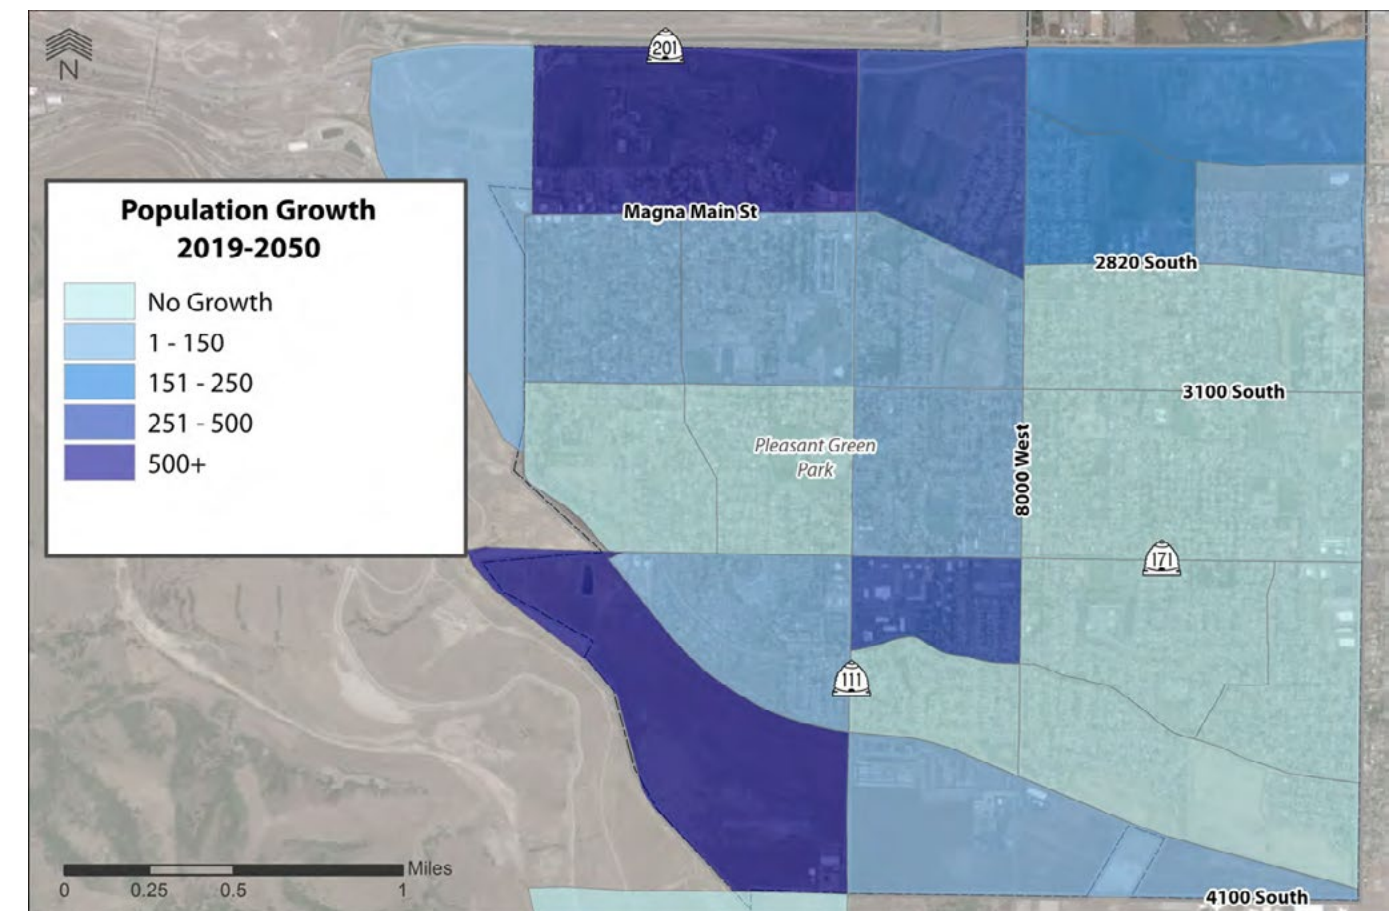 N
201
Population Growth
2019-2050
No Growth
1 - 150
151 - 250
251 - 500
500+
Magna Main St
2820 South
3100 South
Pleasant Green
Park
8000 West
171
111
Miles
0 0.25 0.5 1
4100 South